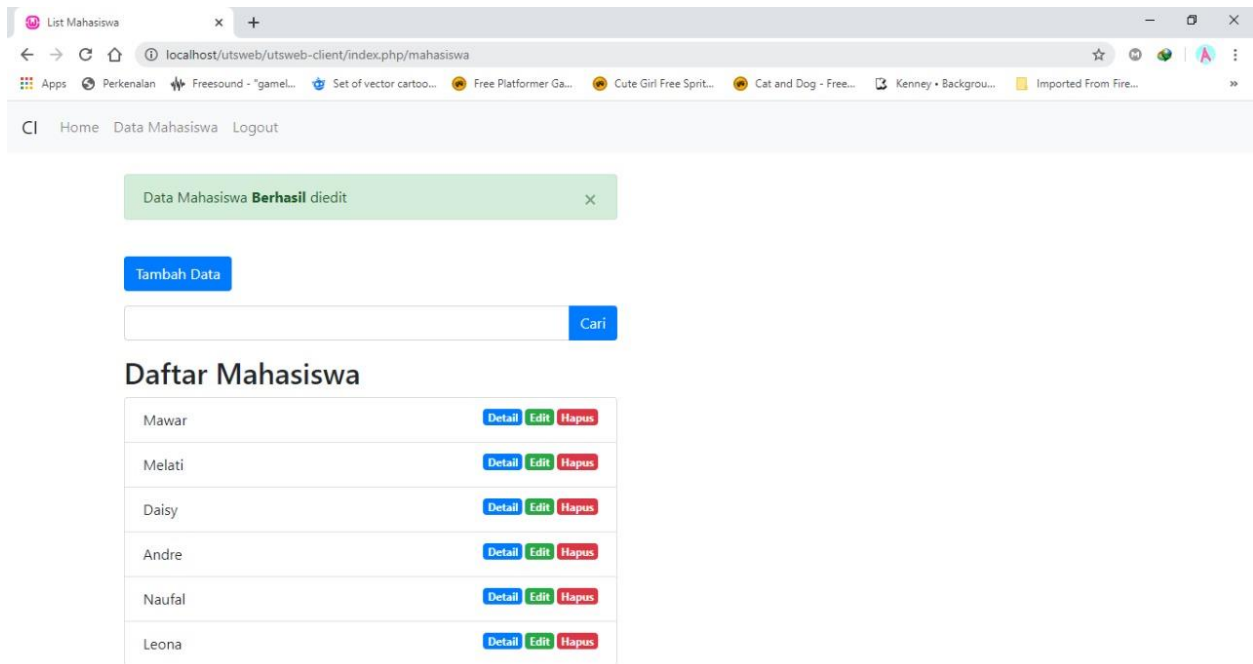 List Mahasiswa
localhost/utsweb/utsweb-client/index.php/mahasiswa
Apps Perkenalan Freesound - "gamel... Set of vector cartoo... Free Platformer Ga... Cute Girl Free Sprit... Cat and Dog - Free... Kenney • Backgrou... Imported From Fire... »
CI Home Data Mahasiswa Logout
Data Mahasiswa Berhasil diedit ×
Tambah Data
Cari
Daftar Mahasiswa
Mawar Detail Edit Hapus
Melati Detail Edit Hapus
Daisy Detail Edit Hapus
Andre Detail Edit Hapus
Naufal Detail Edit Hapus
Leona Detail Edit Hapus